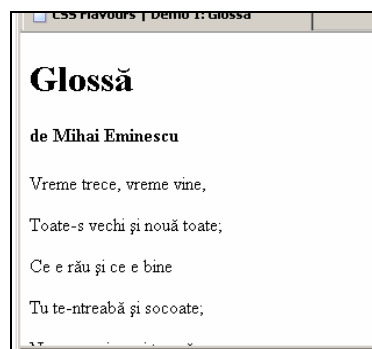 CSS Flavours | Demo 1: Glossa
Glossă
de Mihai Eminescu
Vreme trece, vreme vine,
Toate-s vechi şi nouă toate;
Ce e rău şi ce e bine
Tu te-ntreabă şi socoate;